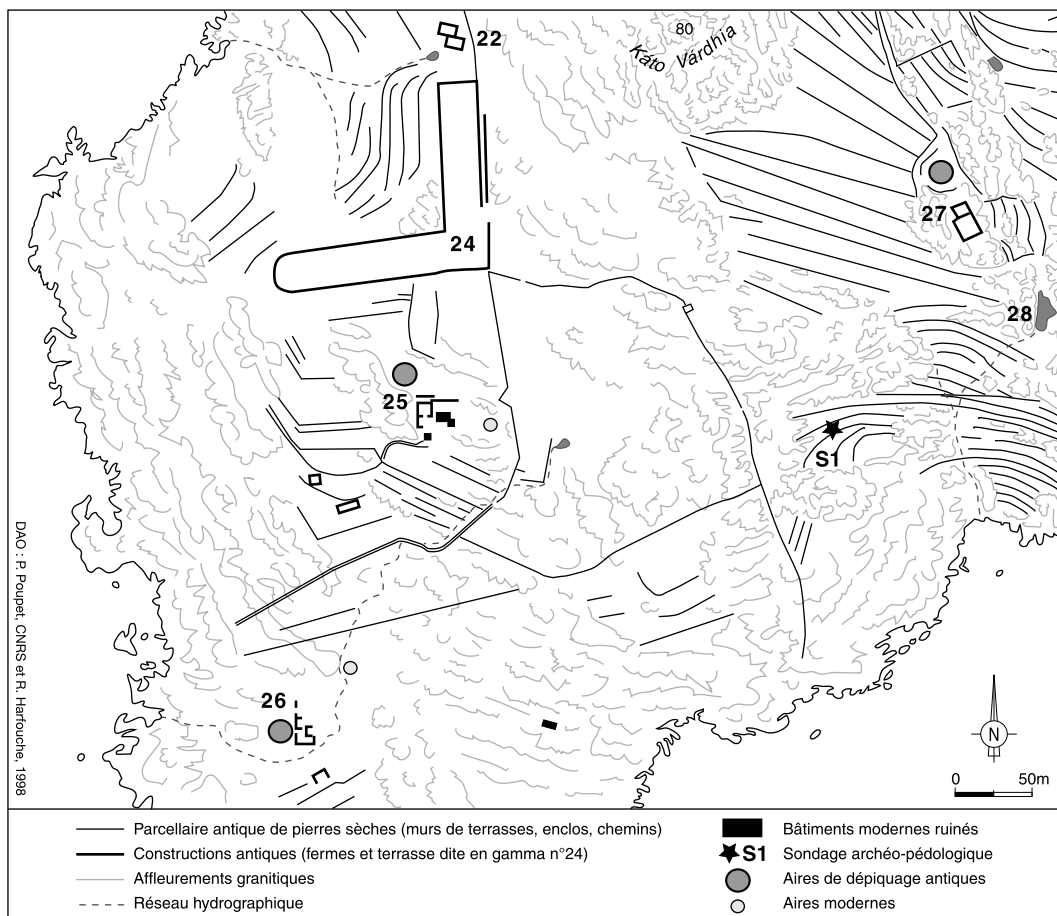 22
80
Káto Várdhia
27
24
28
25
S1
26
N
0 50m
DAO : P. Poupet, CNRS et R. Harfouche, 1998
Parcellaire antique de pierres sèches (murs de terrasses, enclos, chemins)
Constructions antiques (fermes et terrasse dite en gamma n°24)
Affleurements granitiques
Réseau hydrographique
Bâtiments modernes ruinés
S1 Sondage archéo-pédologique
Aires de dépiquage antiques
Aires modernes